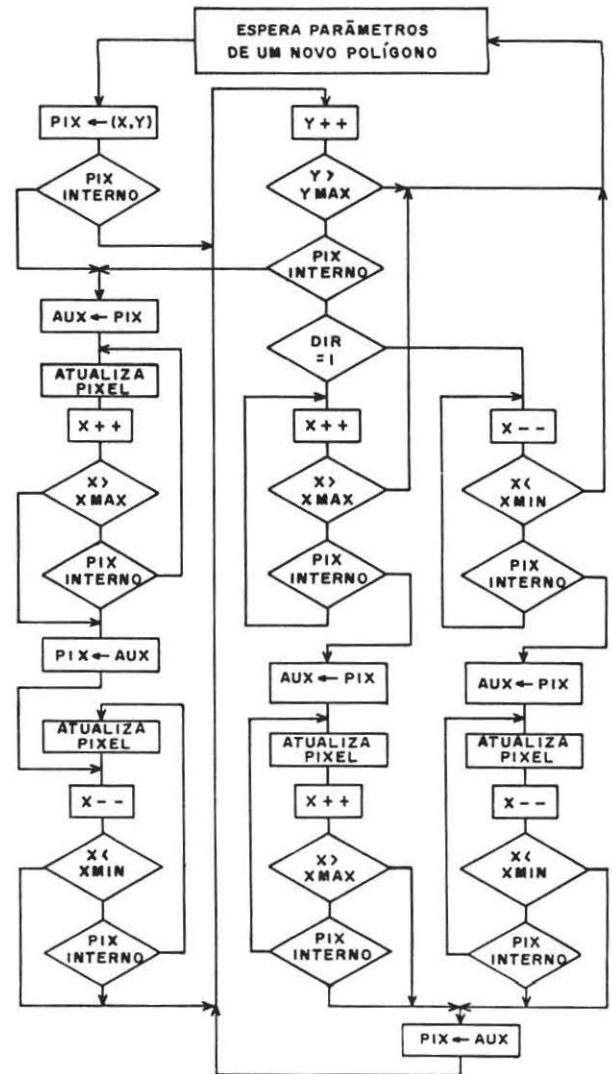 ESPERA PARÂMETROS
DE UM NOVO POLÍGONO
PIX ← (X,Y)
PIX
INTERNO
AUX ← PIX
ATUALIZA
PIXEL
X++
X>
XMAX
PIX
INTERNO
PIX ← AUX
ATUALIZA
PIXEL
X--
X<
XMIN
PIX
INTERNO
Y++
Y>
YMAX
PIX
INTERNO
DIR
=1
X++
X>
XMAX
PIX
INTERNO
AUX ← PIX
ATUALIZA
PIXEL
X++
X>
XMAX
PIX
INTERNO
X--
X<
XMIN
PIX
INTERNO
AUX ← PIX
ATUALIZA
PIXEL
X--
X<
XMIN
PIX
INTERNO
PIX ← AUX